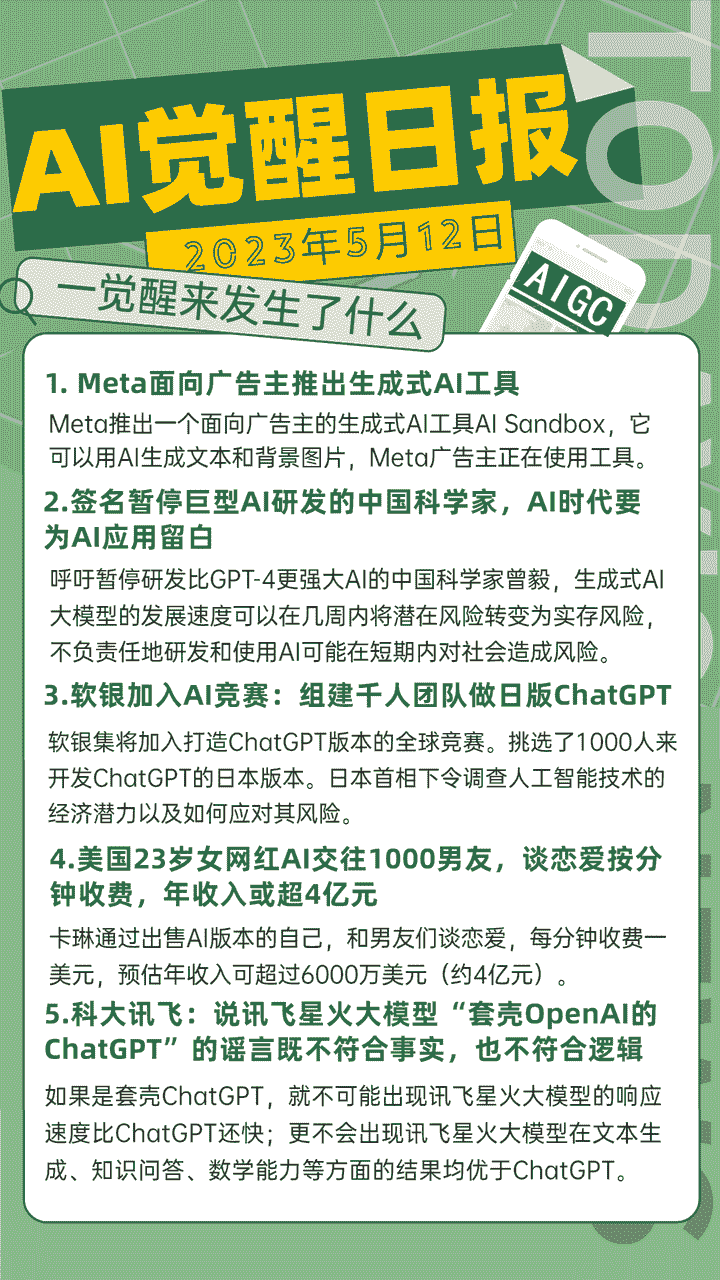 AI觉醒日报
2023年5月12日
一觉醒来发生了什么
AIGC
1. Meta面向广告主推出生成式AI工具
Meta推出一个面向广告主的生成式AI工具AI Sandbox，它
可以用AI生成文本和背景图片，Meta广告主正在使用工具。
2.签名暂停巨型AI研发的中国科学家，AI时代要
为AI应用留白
呼吁暂停研发比GPT-4更强大AI的中国科学家曾毅，生成式AI
大模型的发展速度可以在几周内将潜在风险转变为实存风险，
不负责任地研发和使用AI可能在短期内对社会造成风险。
3.软银加入AI竞赛：组建千人团队做日版ChatGPT
软银集将加入打造ChatGPT版本的全球竞赛。挑选了1000人来
开发ChatGPT的日本版本。日本首相下令调查人工智能技术的
经济潜力以及如何应对其风险。
4.美国23岁女网红AI交往1000男友，谈恋爱按分
钟收费，年收入或超4亿元
卡琳通过出售AI版本的自己，和男友们谈恋爱，每分钟收费一
美元，预估年收入可超过6000万美元（约4亿元）。
5.科大讯飞：说讯飞星火大模型“套壳OpenAI的
ChatGPT”的谣言既不符合事实，也不符合逻辑
如果是套壳ChatGPT，就不可能出现讯飞星火大模型的响应
速度比ChatGPT还快；更不会出现讯飞星火大模型在文本生
成、知识问答、数学能力等方面的结果均优于ChatGPT。